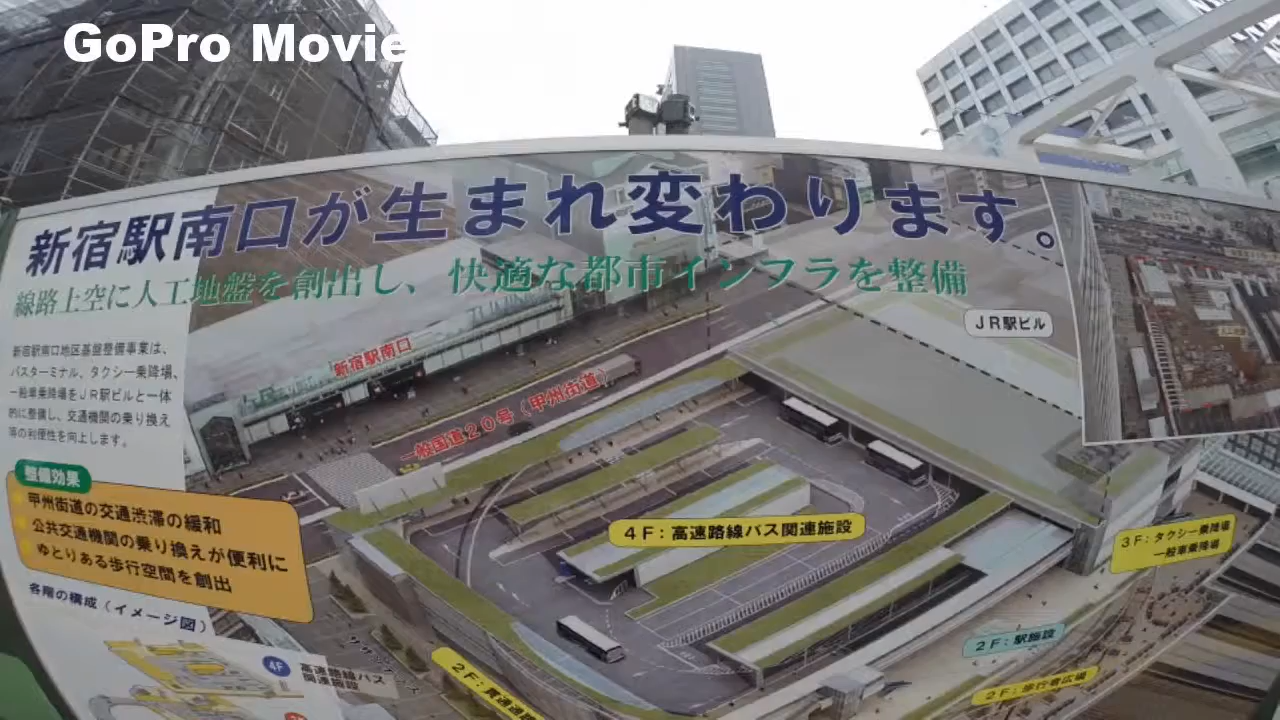 GoPro Movie
新宿駅南口が生まれ変わります。
線路上空に人工地盤を創出し、快適な都市インフラを整備
新宿駅南口地区基盤整備事業は、
バスターミナル、タクシー乗降場、
一般車乗降場をJR駅ビルと一体
的に整備し、交通機関の乗り換え
等の利便性を向上します。
JR駅ビル
新宿駅南口
一般国道20号(甲州街道)
整備効果
甲州街道の交通渋滞の緩和
公共交通機関の乗り換えが便利に
ゆとりある歩行空間を創出
4F:高速路線バス関連施設
3F:タクシー乗降場
一般車乗降場
2F:駅施設
2F:歩行者広場
各階の構成(イメージ図)
4F
高速路線バス
関連施設